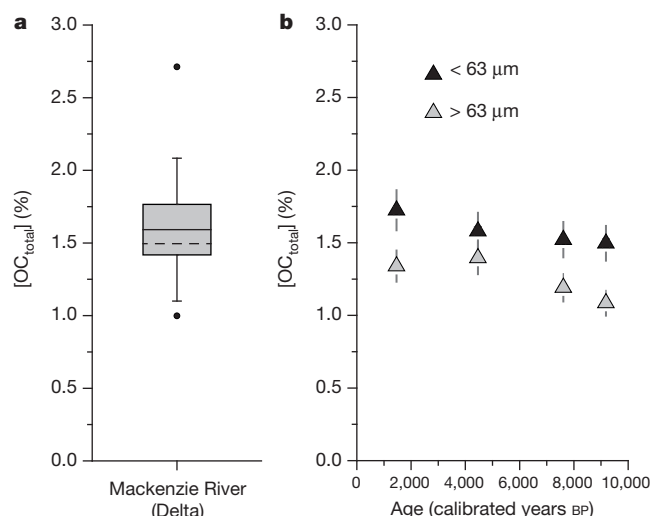 a
3.0
2.5
2.0
1.5
1.0
0.5
0.0
[OC_total] (%)
Mackenzie River
(Delta)
b
3.0
2.5
2.0
1.5
1.0
0.5
0.0
[OC_total] (%)
< 63 μm
> 63 μm
0 2,000 4,000 6,000 8,000 10,000
Age (calibrated years BP)